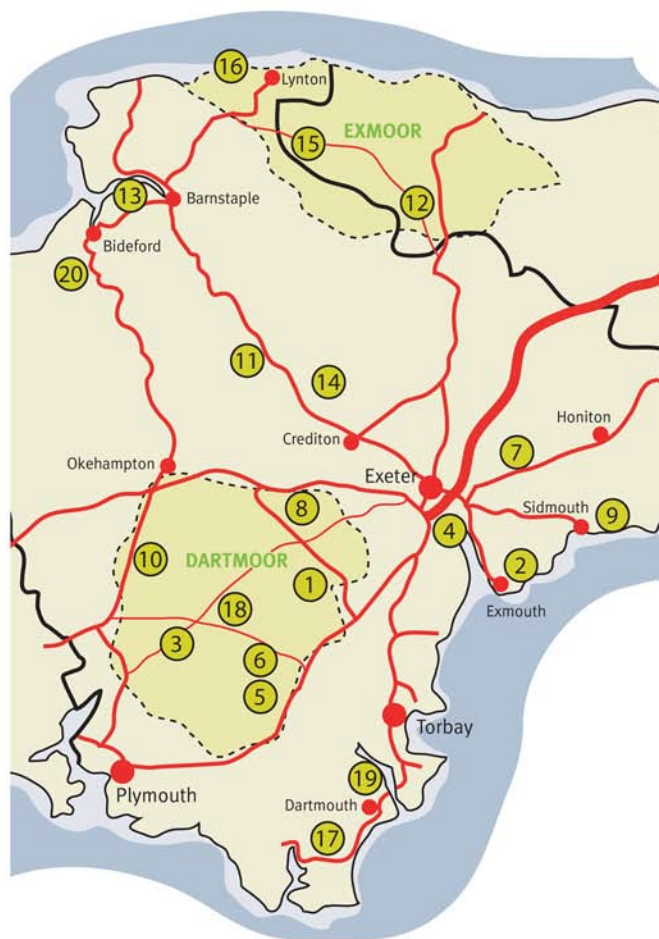 16
Lynton
EXMOOR
15
12
13
Barnstaple
Bideford
20
11
14
Crediton
Honiton
7
Okehampton
Exeter
Sidmouth
9
8
4
10
DARTMOOR
1
2
Exmouth
18
3
6
5
Torbay
Plymouth
19
Dartmouth
17